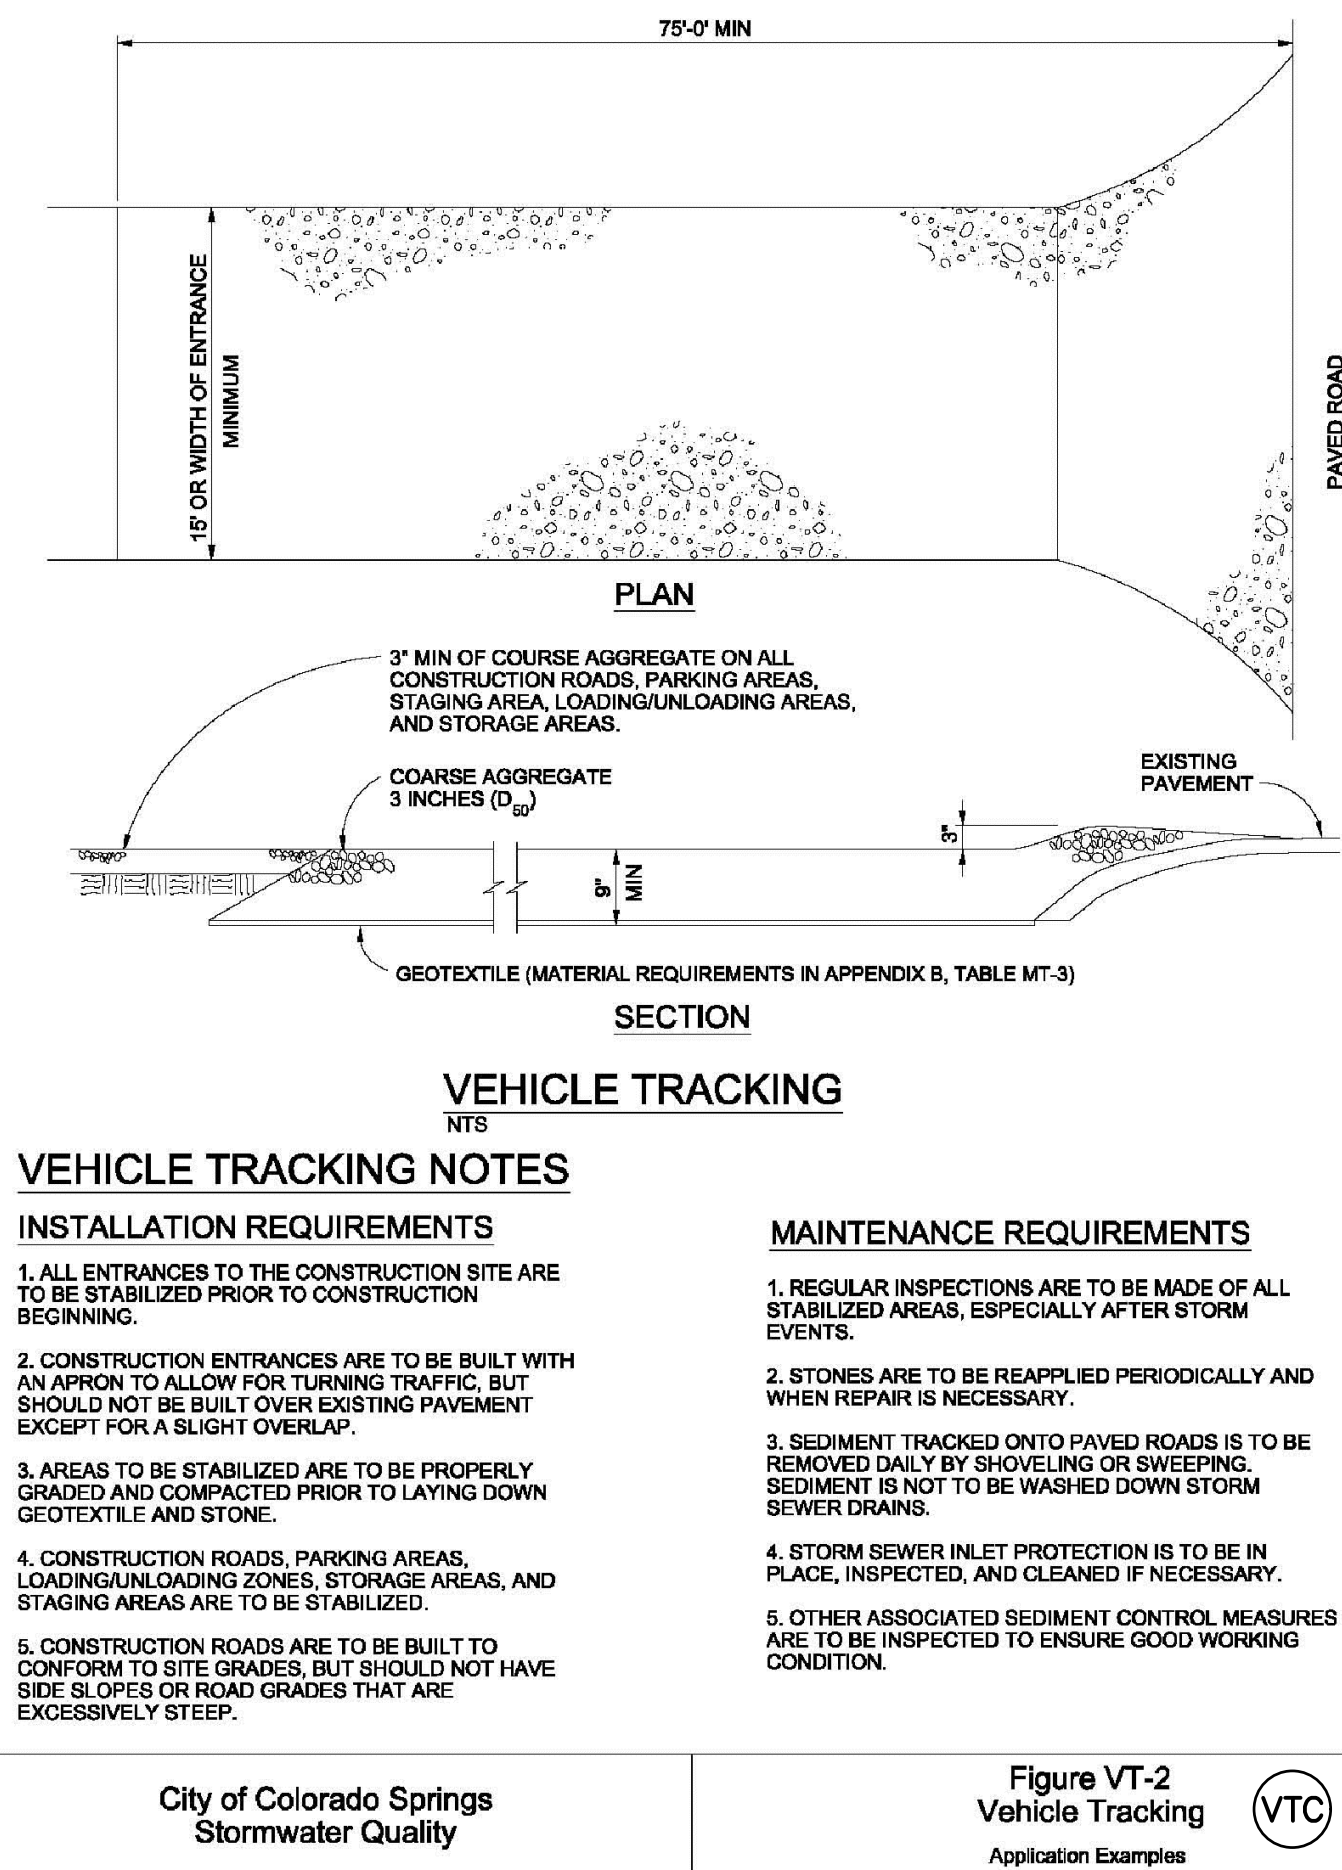 75'-0' MIN
15' OR WIDTH OF ENTRANCE
MINIMUM
PAVED ROAD
PLAN
3" MIN OF COURSE AGGREGATE ON ALL
CONSTRUCTION ROADS, PARKING AREAS,
STAGING AREA, LOADING/UNLOADING AREAS,
AND STORAGE AREAS.
COARSE AGGREGATE
3 INCHES (D50)
EXISTING
PAVEMENT
3"
9"
MIN
GEOTEXTILE (MATERIAL REQUIREMENTS IN APPENDIX B, TABLE MT-3)
SECTION
VEHICLE TRACKING
NTS
VEHICLE TRACKING NOTES
INSTALLATION REQUIREMENTS
1. ALL ENTRANCES TO THE CONSTRUCTION SITE ARE
TO BE STABILIZED PRIOR TO CONSTRUCTION
BEGINNING.
2. CONSTRUCTION ENTRANCES ARE TO BE BUILT WITH
AN APRON TO ALLOW FOR TURNING TRAFFIC, BUT
SHOULD NOT BE BUILT OVER EXISTING PAVEMENT
EXCEPT FOR A SLIGHT OVERLAP.
3. AREAS TO BE STABILIZED ARE TO BE PROPERLY
GRADED AND COMPACTED PRIOR TO LAYING DOWN
GEOTEXTILE AND STONE.
4. CONSTRUCTION ROADS, PARKING AREAS,
LOADING/UNLOADING ZONES, STORAGE AREAS, AND
STAGING AREAS ARE TO BE STABILIZED.
5. CONSTRUCTION ROADS ARE TO BE BUILT TO
CONFORM TO SITE GRADES, BUT SHOULD NOT HAVE
SIDE SLOPES OR ROAD GRADES THAT ARE
EXCESSIVELY STEEP.
MAINTENANCE REQUIREMENTS
1. REGULAR INSPECTIONS ARE TO BE MADE OF ALL
STABILIZED AREAS, ESPECIALLY AFTER STORM
EVENTS.
2. STONES ARE TO BE REAPPLIED PERIODICALLY AND
WHEN REPAIR IS NECESSARY.
3. SEDIMENT TRACKED ONTO PAVED ROADS IS TO BE
REMOVED DAILY BY SHOVELING OR SWEEPING.
SEDIMENT IS NOT TO BE WASHED DOWN STORM
SEWER DRAINS.
4. STORM SEWER INLET PROTECTION IS TO BE IN
PLACE, INSPECTED, AND CLEANED IF NECESSARY.
5. OTHER ASSOCIATED SEDIMENT CONTROL MEASURES
ARE TO BE INSPECTED TO ENSURE GOOD WORKING
CONDITION.
City of Colorado Springs
Stormwater Quality
Figure VT-2
Vehicle Tracking
Application Examples
VTC